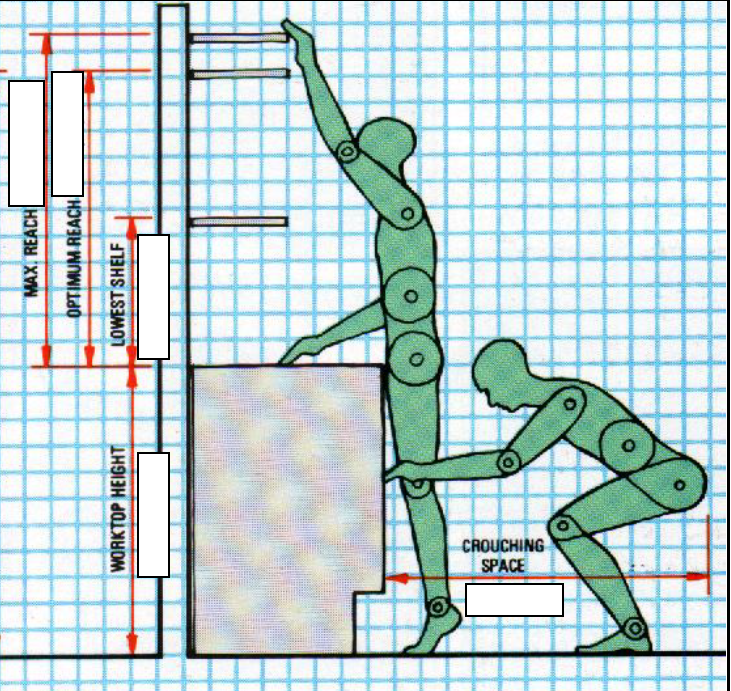 MAX. REACH
OPTIMUM REACH
LOWEST SHELF
WORKTOP HEIGHT
CROUCHING
SPACE